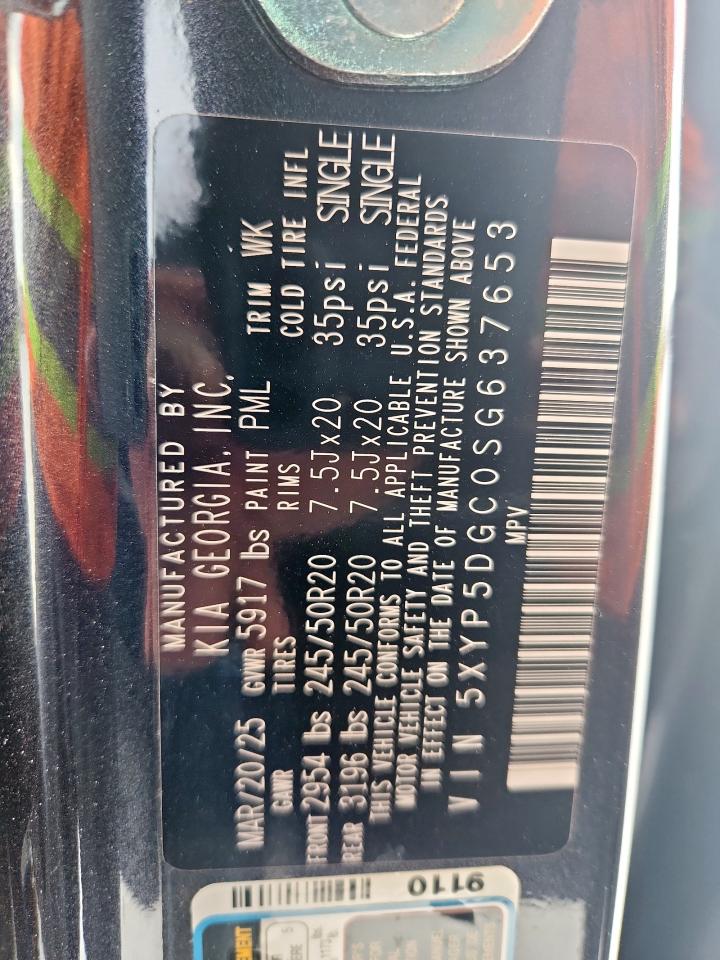 MANUFACTURED BY
KIA GEORGIA, INC.
MAR/20/25 GVWR 5917 lbs PAINT PML TRIM WK
GAWR TIRES RIMS COLD TIRE INFL
FRONT 2954 lbs 245/50R20 7.5Jx20 35psi SINGLE
REAR 3196 lbs 245/50R20 7.5Jx20 35psi SINGLE
THIS VEHICLE CONFORMS TO ALL APPLICABLE U.S.A. FEDERAL
MOTOR VEHICLE SAFETY AND THEFT PREVENTION STANDARDS
IN EFFECT ON THE DATE OF MANUFACTURE SHOWN ABOVE
VIN 5XYP5DGC0SG637653
MPV
9110